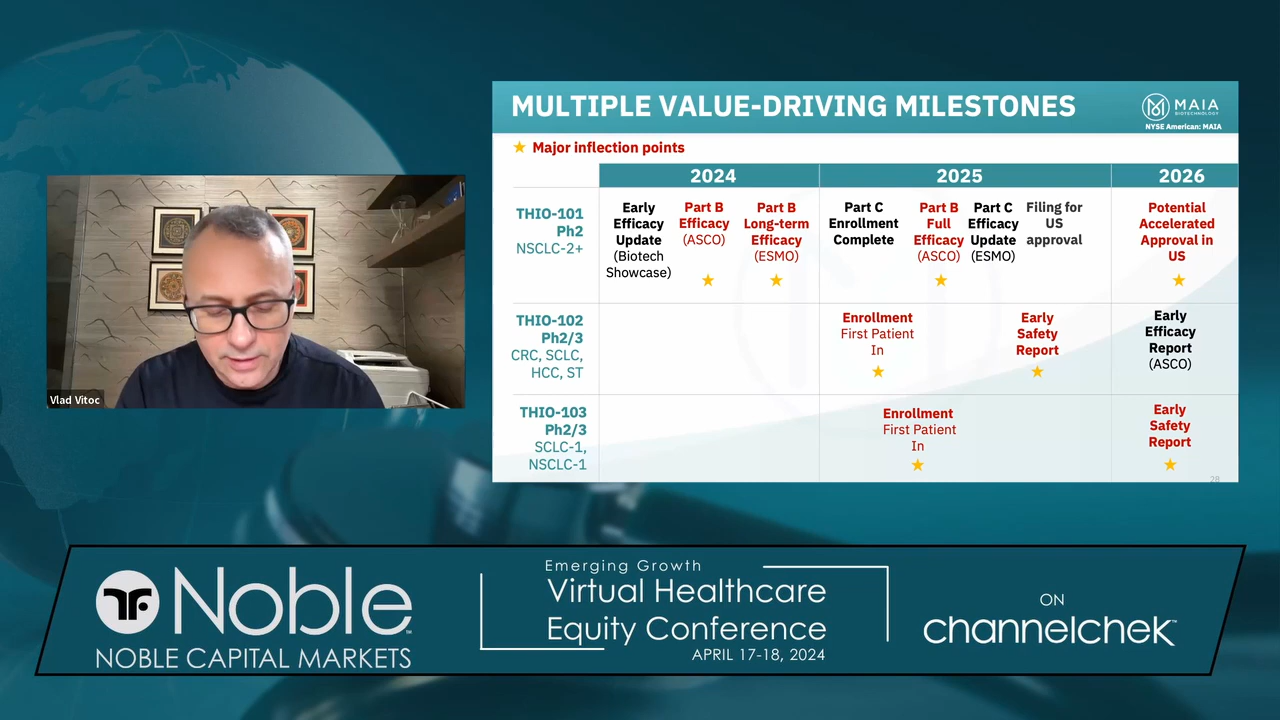 MULTIPLE VALUE-DRIVING MILESTONES
MAIA
BIOTECHNOLOGY
NYSE American: MAIA
Major inflection points
2024
2025
2026
THIO-101
Ph2
NSCLC-2+
Early
Efficacy
Update
(Biotech
Showcase)
Part B
Efficacy
(ASCO)
Part B
Long-term
Efficacy
(ESMO)
Part C
Enrollment
Complete
Part B
Full
Efficacy
(ASCO)
Part C
Efficacy
Update
(ESMO)
Filing for
US
approval
Potential
Accelerated
Approval in
US
THIO-102
Ph2/3
CRC, SCLC,
HCC, ST
Enrollment
First Patient
In
Early
Safety
Report
Early
Efficacy
Report
(ASCO)
THIO-103
Ph2/3
SCLC-1,
NSCLC-1
Enrollment
First Patient
In
Early
Safety
Report
28
Vlad Vitoc
Noble™
NOBLE CAPITAL MARKETS
Emerging Growth
Virtual Healthcare
Equity Conference
APRIL 17-18, 2024
ON
channelchek™